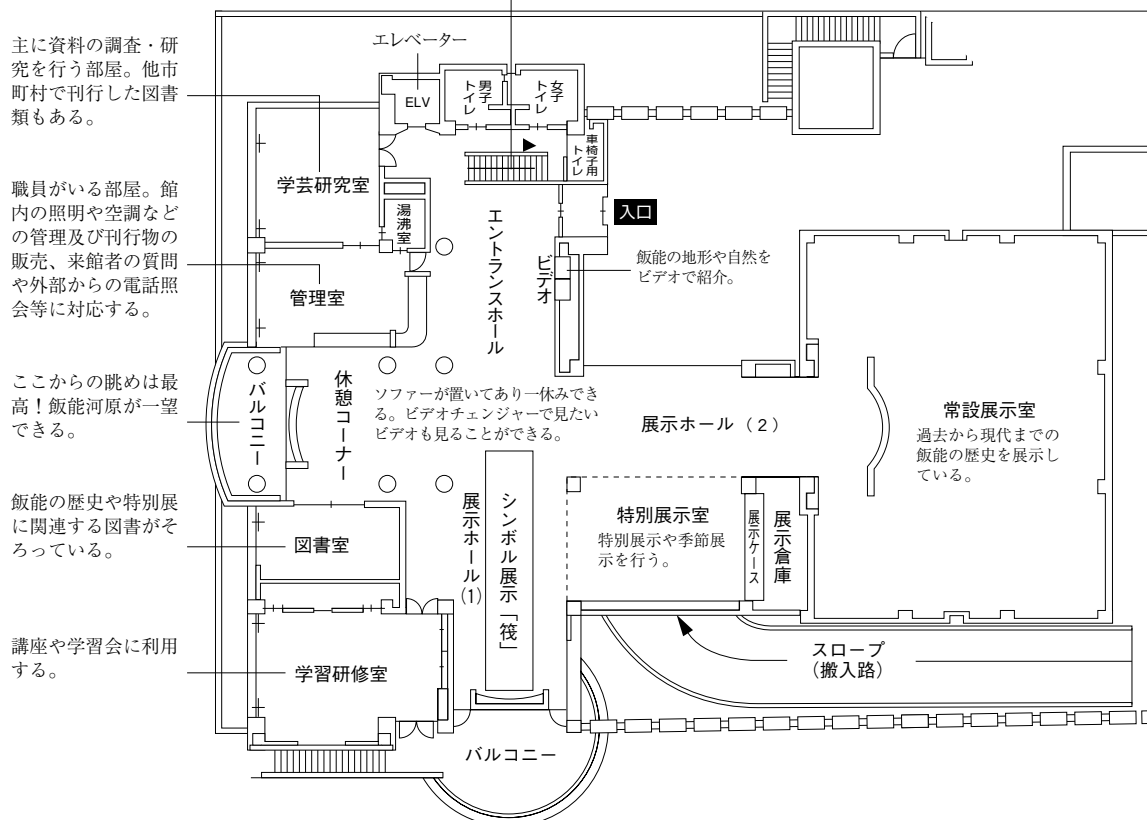 主に資料の調査・研
究を行う部屋。他市
町村で刊行した図書
類もある。
職員がいる部屋。館
内の照明や空調など
の管理及び刊行物の
販売、来館者の質問
や外部からの電話照
会等に対応する。
ここからの眺めは最
高！飯能河原が一望
できる。
飯能の歴史や特別展
に関連する図書がそ
ろっている。
講座や学習会に利用
する。
エレベーター
ELV
男子
トイレ
女子
トイレ
車椅子用
トイレ
学芸研究室
湯沸室
管理室
エントランスホール
入口
ビデオ
飯能の地形や自然を
ビデオで紹介。
バルコニー
休憩コーナー
ソファーが置いてあり一休みでき
る。ビデオチェンジャーで見たい
ビデオも見ることができる。
展示ホール（2）
常設展示室
過去から現代までの
飯能の歴史を展示し
ている。
図書室
展示ホール(1)
シンボル展示「筏」
特別展示室
特別展示や季節展
示を行う。
展示ケース
展示倉庫
学習研修室
スロープ
（搬入路）
バルコニー